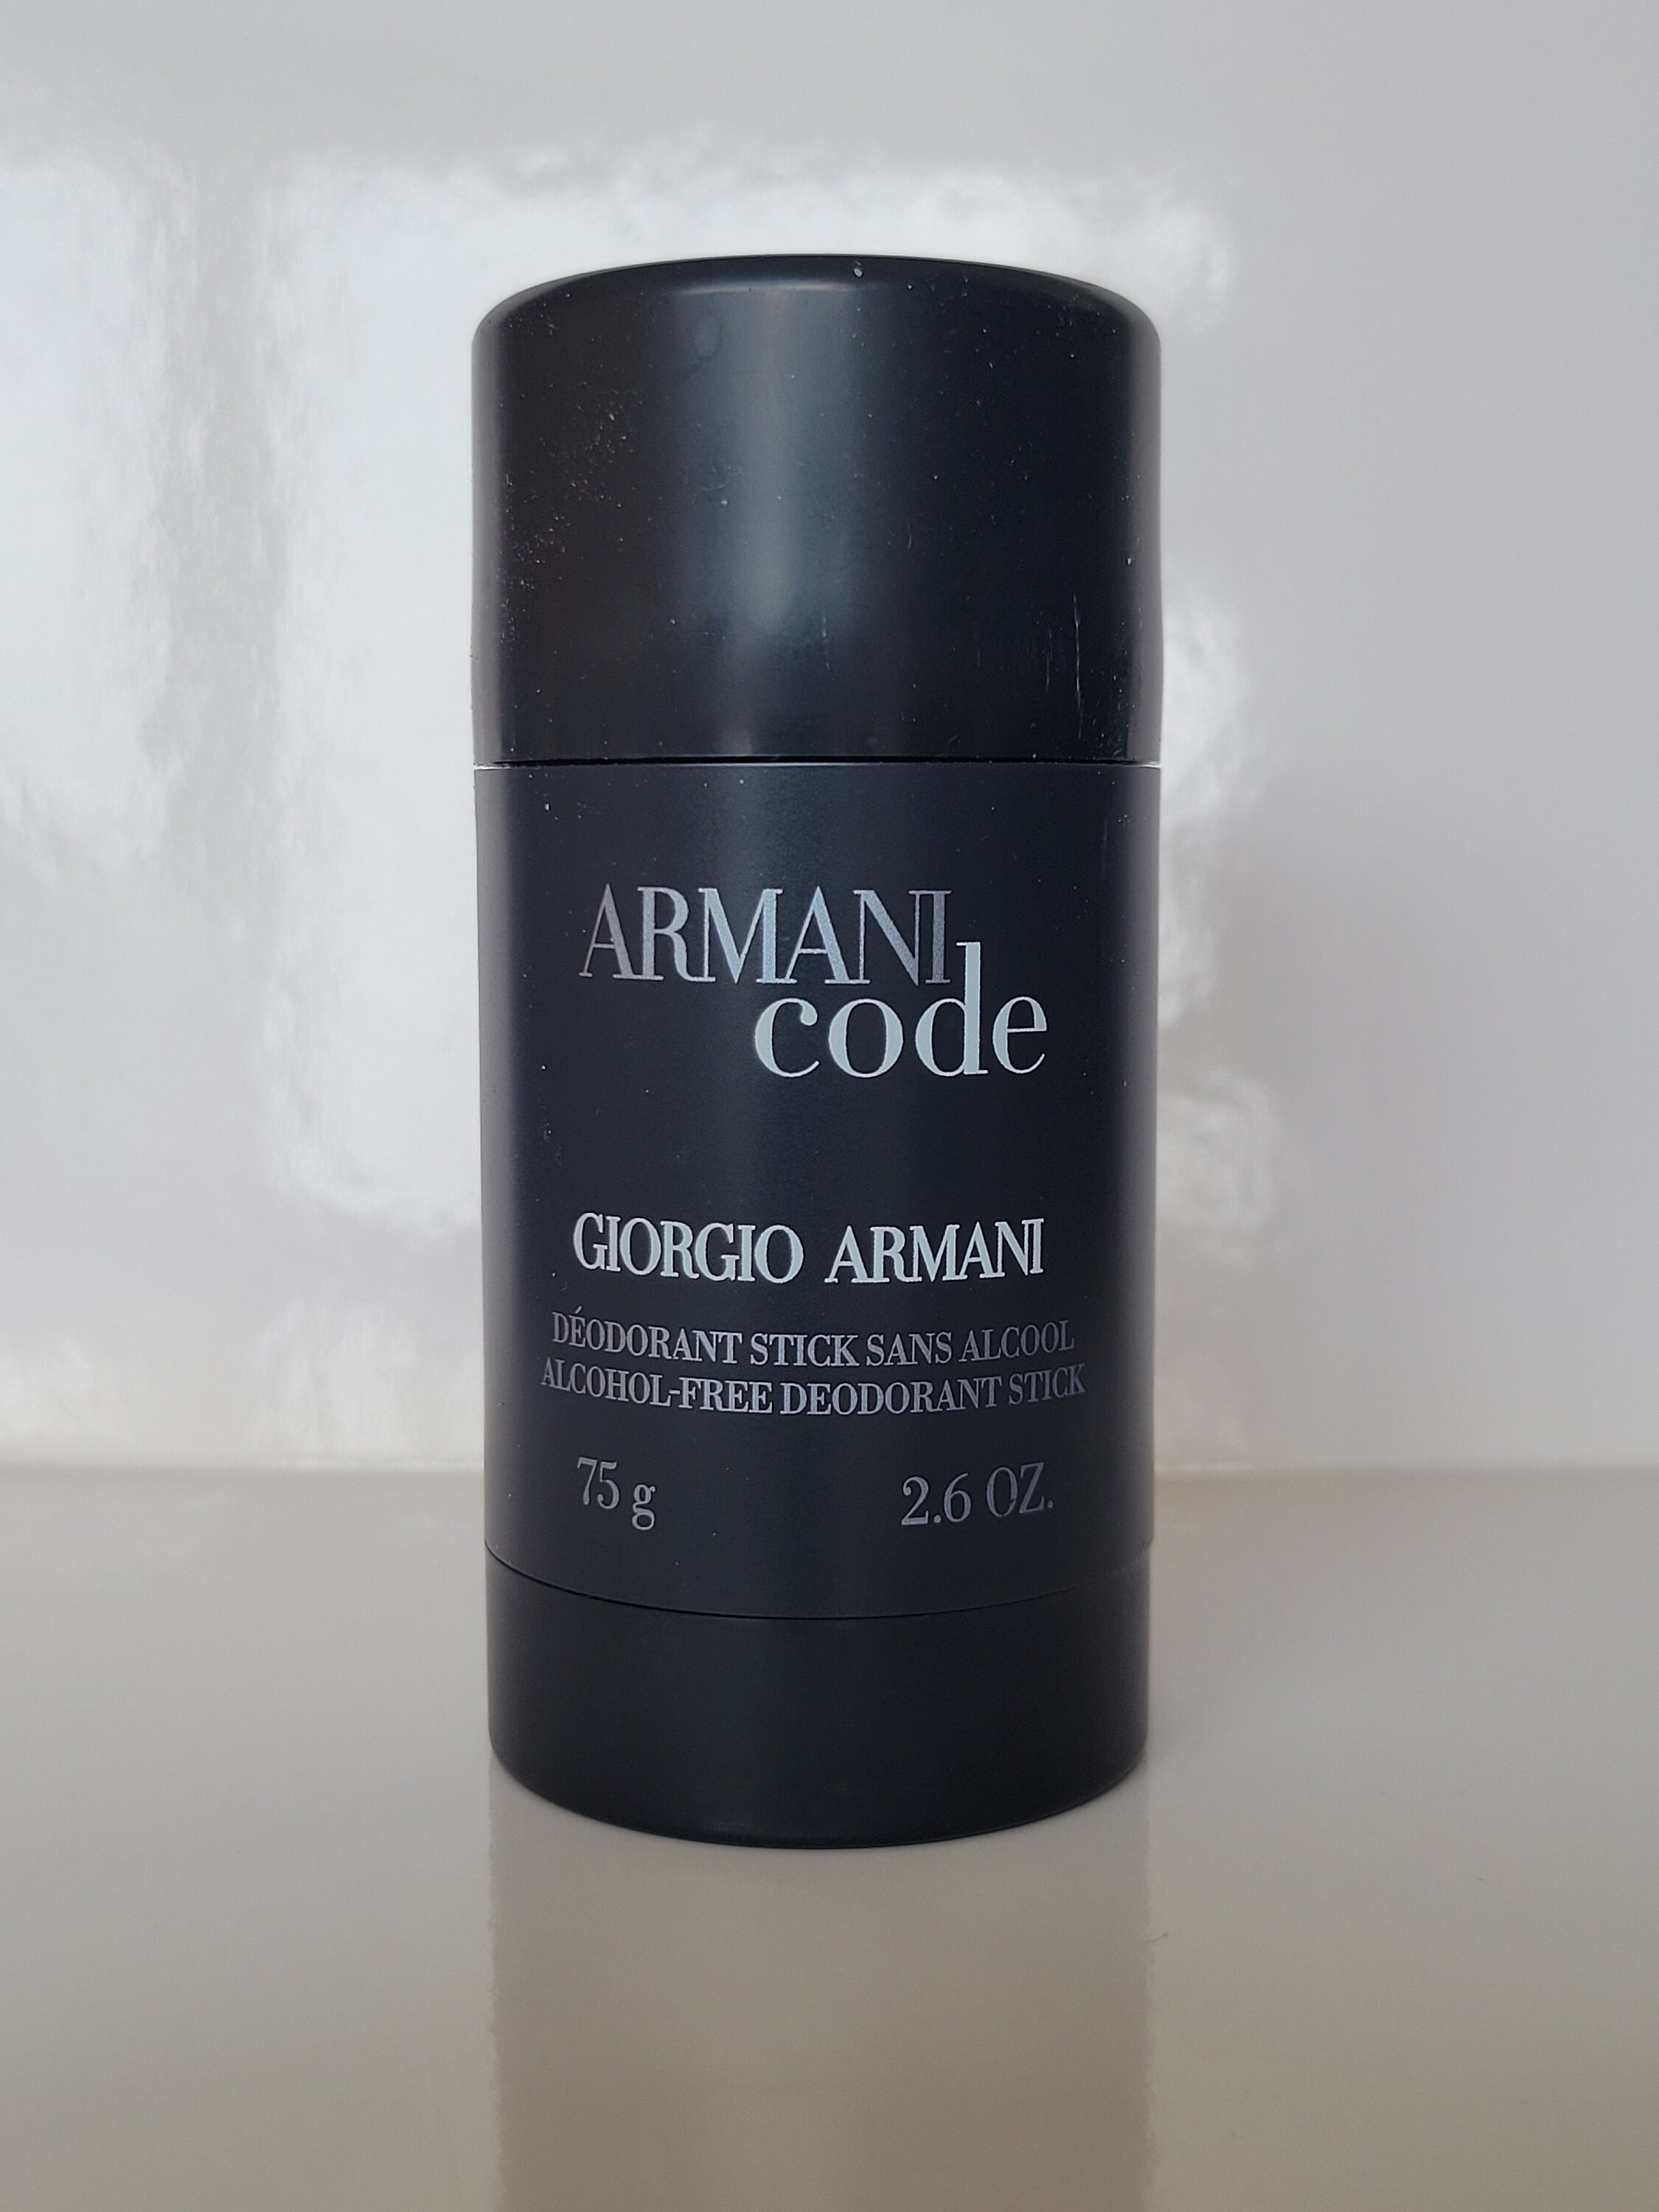 ARMANI
code
GIORGIO ARMANI
DÉODORANT STICK SANS ALCOOL
ALCOHOL-FREE DEODORANT STICK
75 g 2.6 OZ.